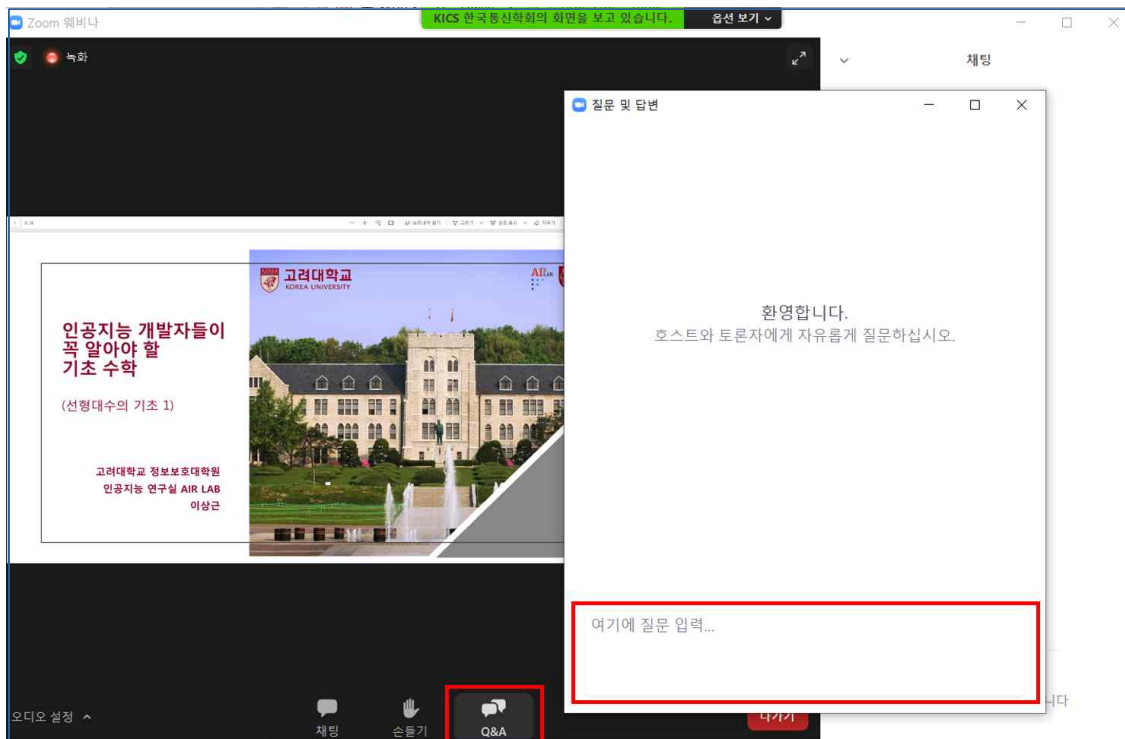 Zoom 웨비나
KICS 한국통신학회의 화면을 보고 있습니다.
옵션 보기
녹화
채팅
질문 및 답변
고려대학교
KOREA UNIVERSITY
인공지능 개발자들이
꼭 알아야 할
기초 수학
(선형대수의 기초 1)
고려대학교 정보보호대학원
인공지능 연구실 AIR LAB
이상근
환영합니다.
호스트와 토론자에게 자유롭게 질문하십시오.
여기에 질문 입력...
오디오 설정
채팅
손들기
Q&A
나가기
니다